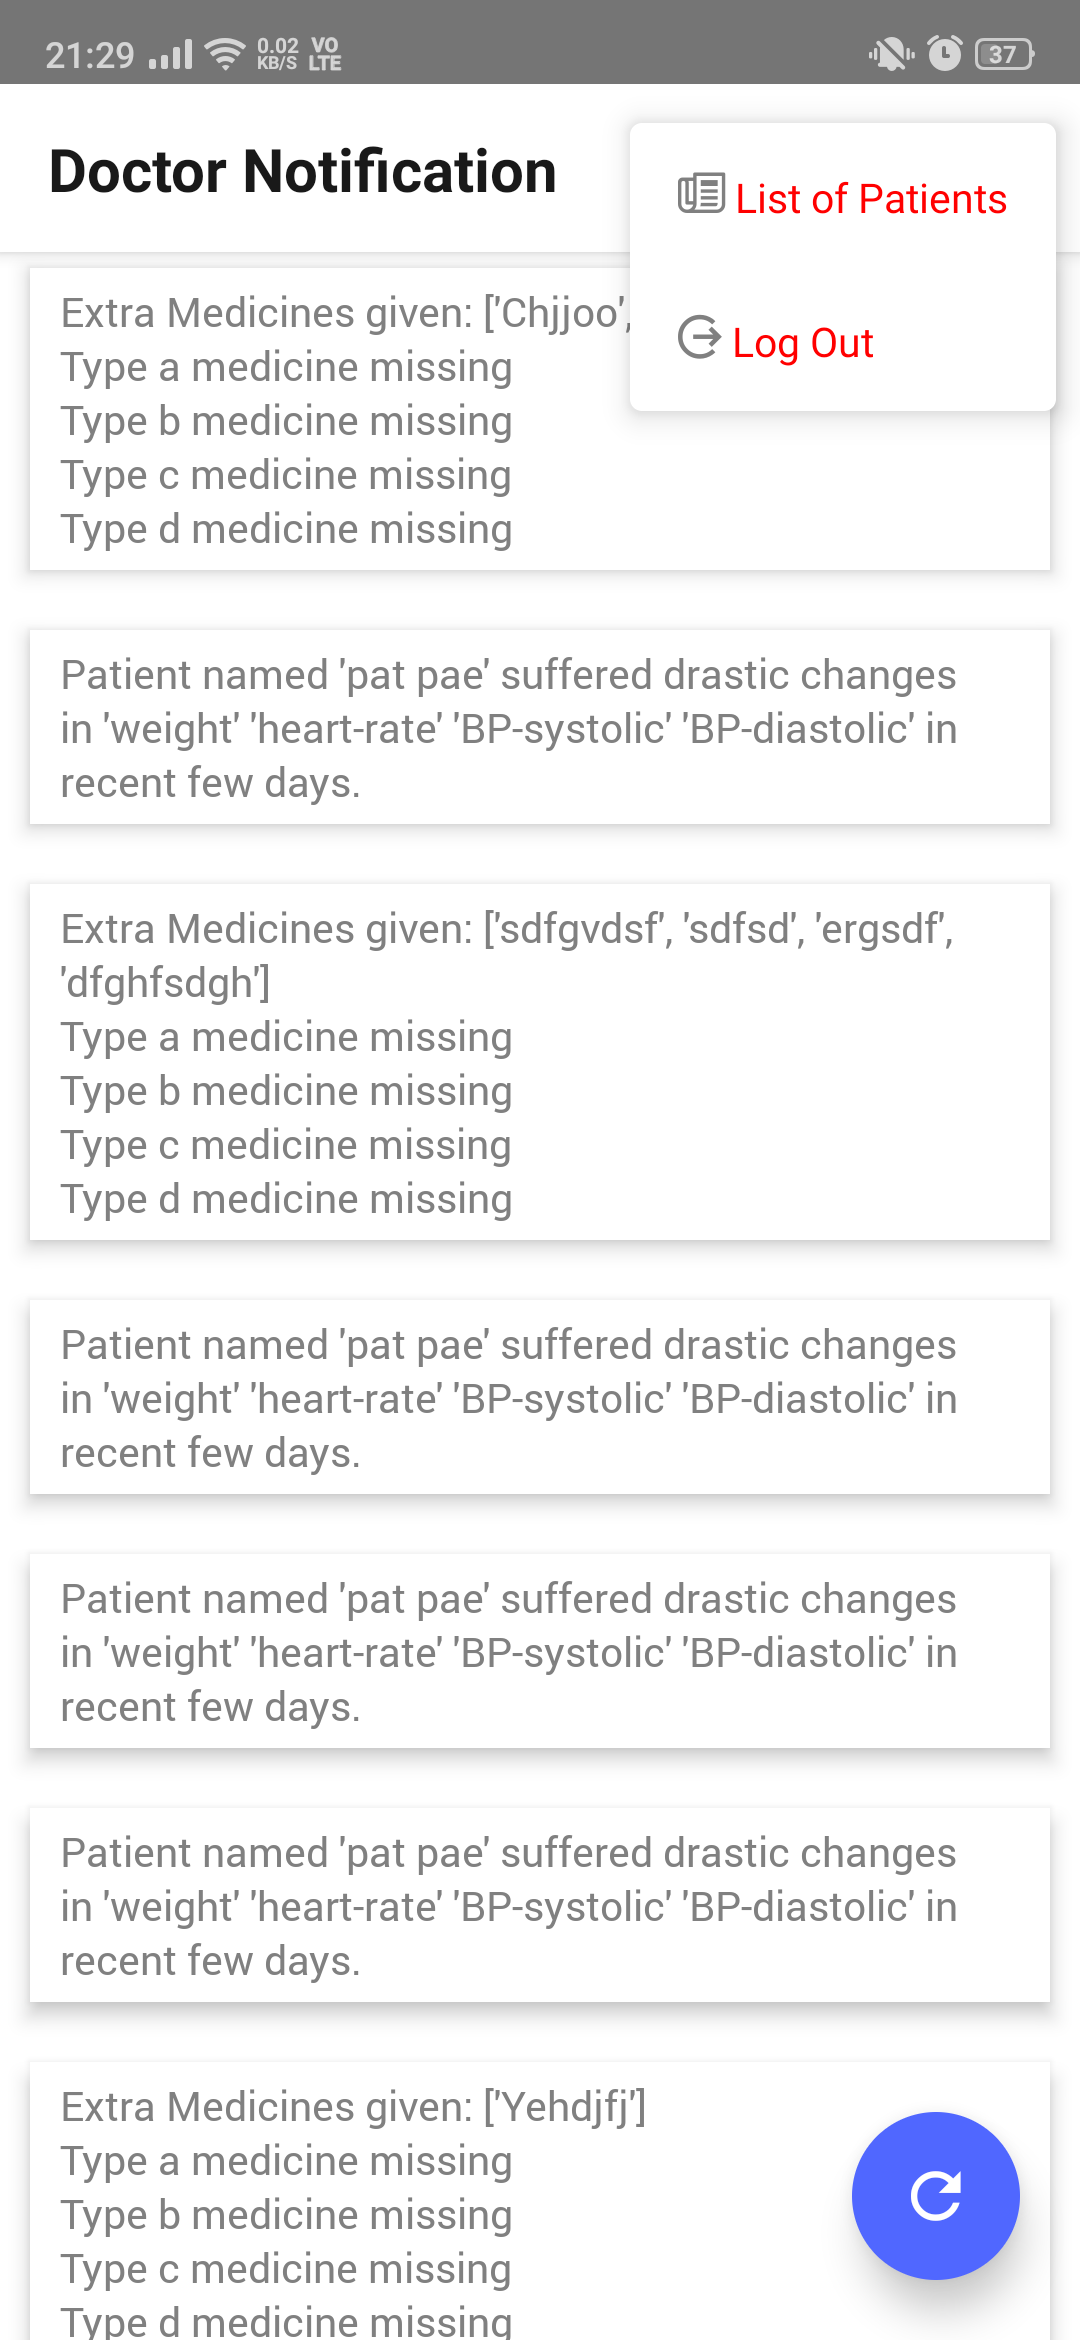 21:29 0.02 KB/S VO LTE 37
Doctor Notification
List of Patients
Log Out
Extra Medicines given: ['Chjjoo',
Type a medicine missing
Type b medicine missing
Type c medicine missing
Type d medicine missing
Patient named 'pat pae' suffered drastic changes
in 'weight' 'heart-rate' 'BP-systolic' 'BP-diastolic' in
recent few days.
Extra Medicines given: ['sdfgvdsf', 'sdfsd', 'ergsdf',
'dfghfsdgh']
Type a medicine missing
Type b medicine missing
Type c medicine missing
Type d medicine missing
Patient named 'pat pae' suffered drastic changes
in 'weight' 'heart-rate' 'BP-systolic' 'BP-diastolic' in
recent few days.
Patient named 'pat pae' suffered drastic changes
in 'weight' 'heart-rate' 'BP-systolic' 'BP-diastolic' in
recent few days.
Patient named 'pat pae' suffered drastic changes
in 'weight' 'heart-rate' 'BP-systolic' 'BP-diastolic' in
recent few days.
Extra Medicines given: ['Yehdjfj']
Type a medicine missing
Type b medicine missing
Type c medicine missing
Type d medicine missing